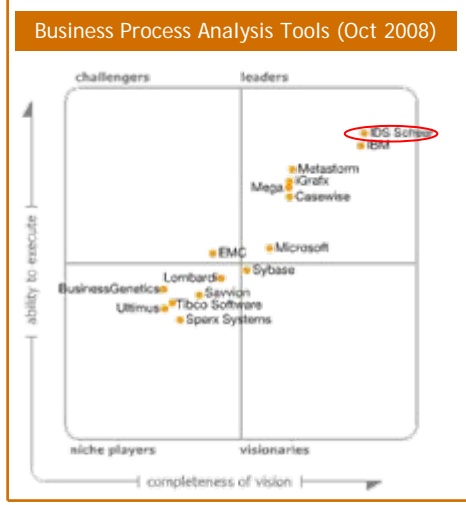 Business Process Analysis Tools (Oct 2008)
challengers
leaders
IDS Scheer
IBM
Metastorm
iGrafx
Mega
Casewise
Microsoft
EMC
Sybase
Lombardi
BusinessGenetics
Savvion
Tibco Software
Ultimus
Sparx Systems
ability to execute
niche players
visionaries
completeness of vision